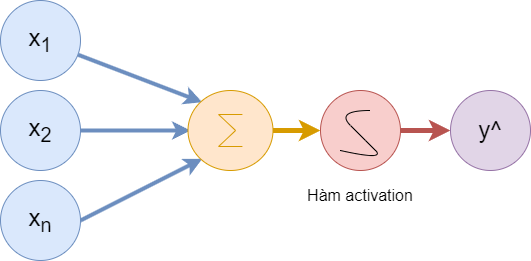 x₁
x₂
∑
y^
xₙ
Hàm activation